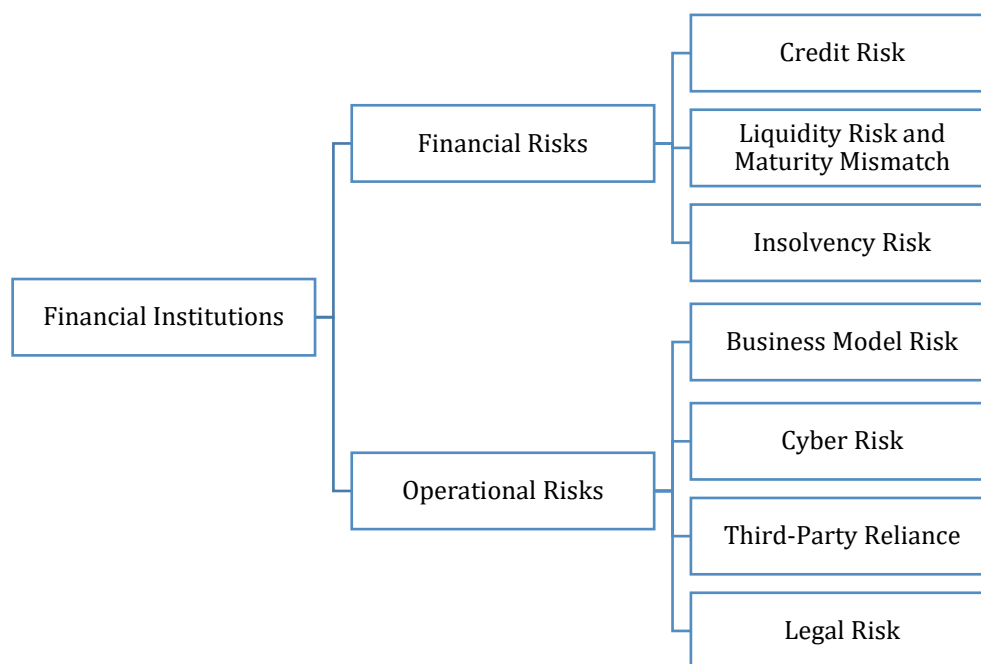 Financial Institutions
Financial Risks
Credit Risk
Liquidity Risk and
Maturity Mismatch
Insolvency Risk
Operational Risks
Business Model Risk
Cyber Risk
Third-Party Reliance
Legal Risk